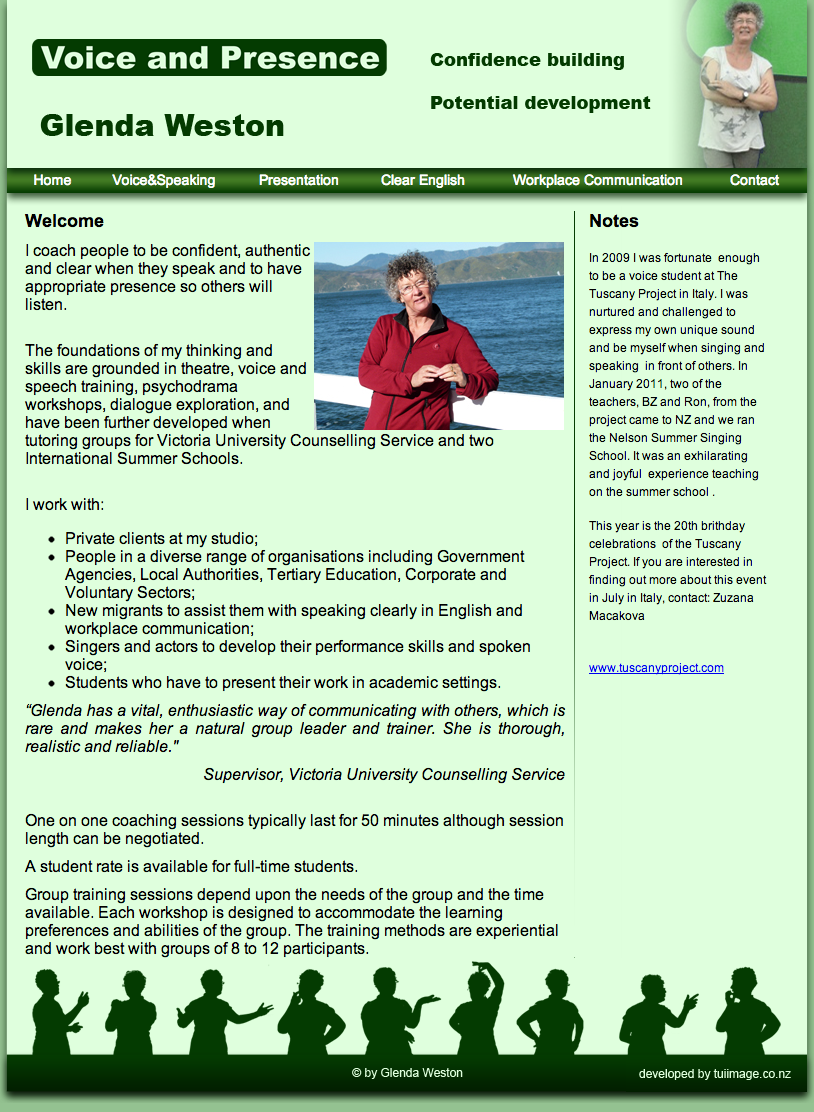 Voice and Presence
Glenda Weston
Confidence building
Potential development
Home Voice&Speaking Presentation Clear English Workplace Communication Contact
Welcome
I coach people to be confident, authentic
and clear when they speak and to have
appropriate presence so others will
listen.
The foundations of my thinking and
skills are grounded in theatre, voice and
speech training, psychodrama
workshops, dialogue exploration, and
have been further developed when
tutoring groups for Victoria University Counselling Service and two
International Summer Schools.
I work with:
Private clients at my studio;
People in a diverse range of organisations including Government
Agencies, Local Authorities, Tertiary Education, Corporate and
Voluntary Sectors;
New migrants to assist them with speaking clearly in English and
workplace communication;
Singers and actors to develop their performance skills and spoken
voice;
Students who have to present their work in academic settings.
“Glenda has a vital, enthusiastic way of communicating with others, which is
rare and makes her a natural group leader and trainer. She is thorough,
realistic and reliable."
Supervisor, Victoria University Counselling Service
One on one coaching sessions typically last for 50 minutes although session
length can be negotiated.
A student rate is available for full-time students.
Group training sessions depend upon the needs of the group and the time
available. Each workshop is designed to accommodate the learning
preferences and abilities of the group. The training methods are experiential
and work best with groups of 8 to 12 participants.
Notes
In 2009 I was fortunate  enough
to be a voice student at The
Tuscany Project in Italy. I was
nurtured and challenged to
express my own unique sound
and be myself when singing and
speaking  in front of others. In
January 2011, two of the
teachers, BZ and Ron, from the
project came to NZ and we ran
the Nelson Summer Singing
School. It was an exhilarating
and joyful  experience teaching
on the summer school .
This year is the 20th brithday
celebrations  of the Tuscany
Project. If you are interested in
finding out more about this event
in July in Italy, contact: Zuzana
Macakova
www.tuscanyproject.com
© by Glenda Weston
developed by tuiimage.co.nz